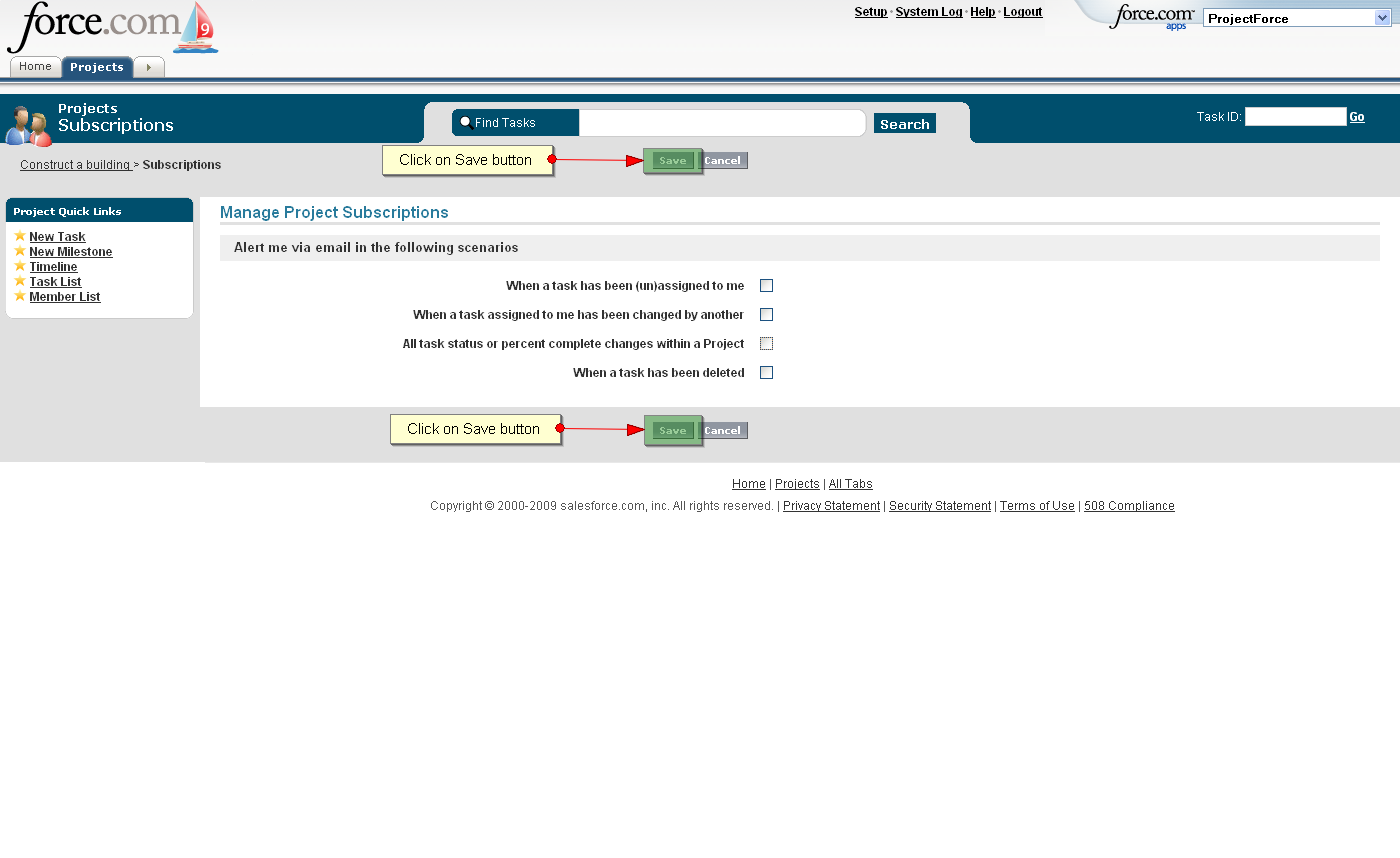 force.com 9
Setup · System Log · Help · Logout
force.com™ apps
ProjectForce
Home Projects
Projects
Subscriptions
Find Tasks
Search
Task ID: Go
Construct a building > Subscriptions
Click on Save button
Save Cancel
Project Quick Links
New Task
New Milestone
Timeline
Task List
Member List
Manage Project Subscriptions
Alert me via email in the following scenarios
When a task has been (un)assigned to me
When a task assigned to me has been changed by another
All task status or percent complete changes within a Project
When a task has been deleted
Click on Save button
Save Cancel
Home | Projects | All Tabs
Copyright © 2000-2009 salesforce.com, inc. All rights reserved. | Privacy Statement | Security Statement | Terms of Use | 508 Compliance